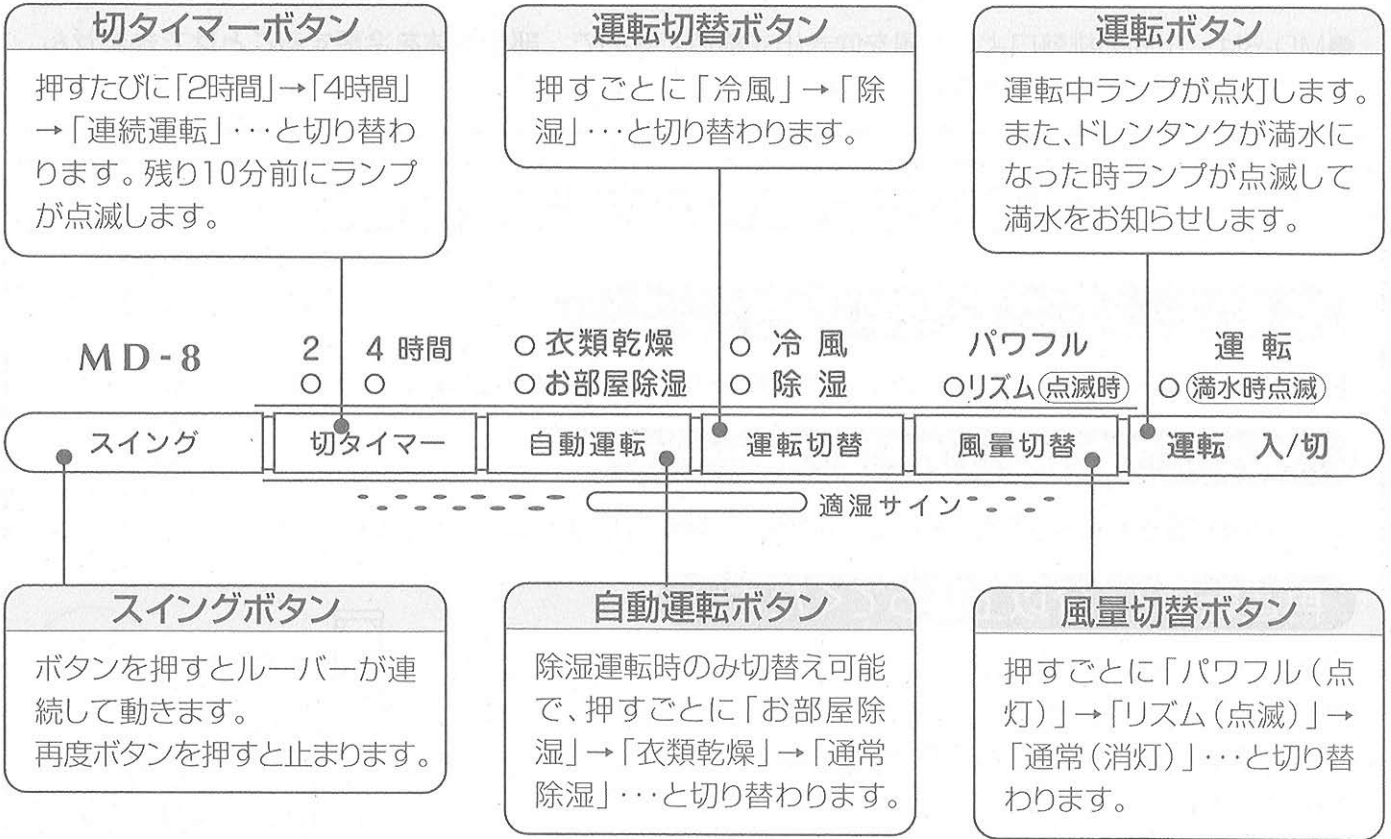 切タイマーボタン
押すたびに「2時間」→「4時間」
→「連続運転」･･･と切り替わ
ります。残り10分前にランプ
が点滅します。
運転切替ボタン
押すごとに「冷風」→「除
湿」･･･と切り替わります。
運転ボタン
運転中ランプが点灯します。
また、ドレンタンクが満水に
なった時ランプが点滅して
満水をお知らせします。
MD-8
2 4 時間
衣類乾燥
お部屋除湿
冷風
除湿
パワフル
リズム 点滅時
運転
満水時点滅
スイング
切タイマー
自動運転
運転切替
風量切替
運転 入/切
適湿サイン
スイングボタン
ボタンを押すとルーバーが連
続して動きます。
再度ボタンを押すと止まります。
自動運転ボタン
除湿運転時のみ切替え可能
で、押すごとに「お部屋除
湿」→「衣類乾燥」→「通常
除湿」･･･と切り替わります。
風量切替ボタン
押すごとに「パワフル（点
灯）」→「リズム（点滅）」→
「通常（消灯）」･･･と切り替
わります。